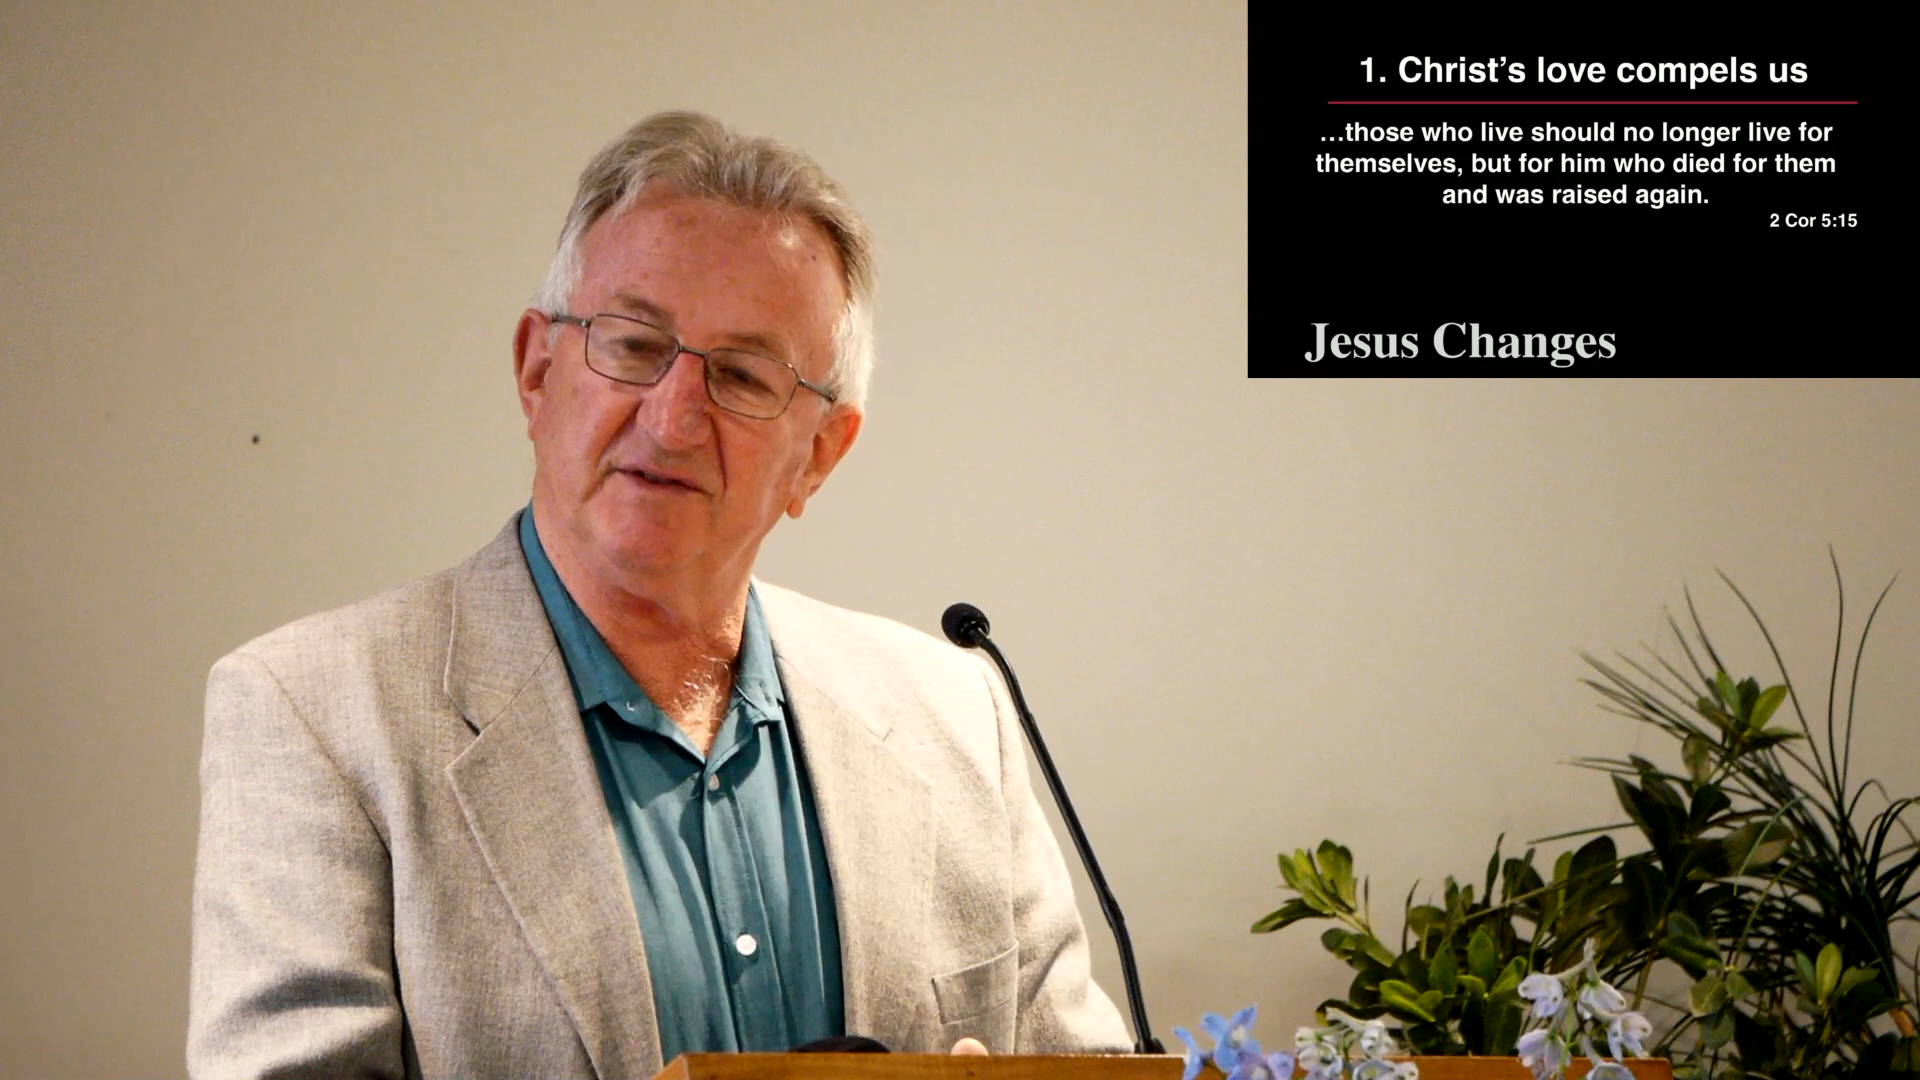 1. Christ’s love compels us
…those who live should no longer live for
themselves, but for him who died for them
and was raised again.
2 Cor 5:15
Jesus Changes